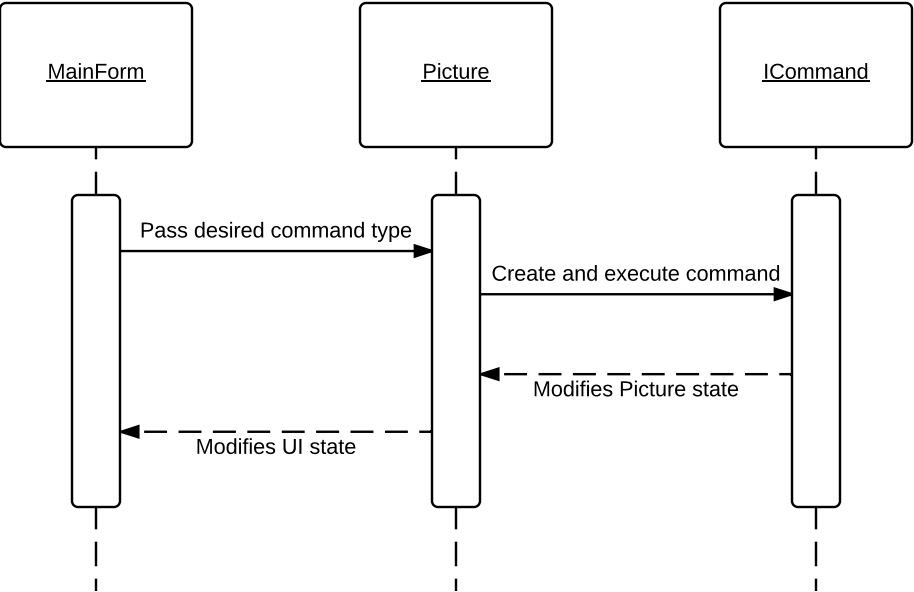 MainForm
Picture
ICommand
Pass desired command type
Create and execute command
Modifies Picture state
Modifies UI state